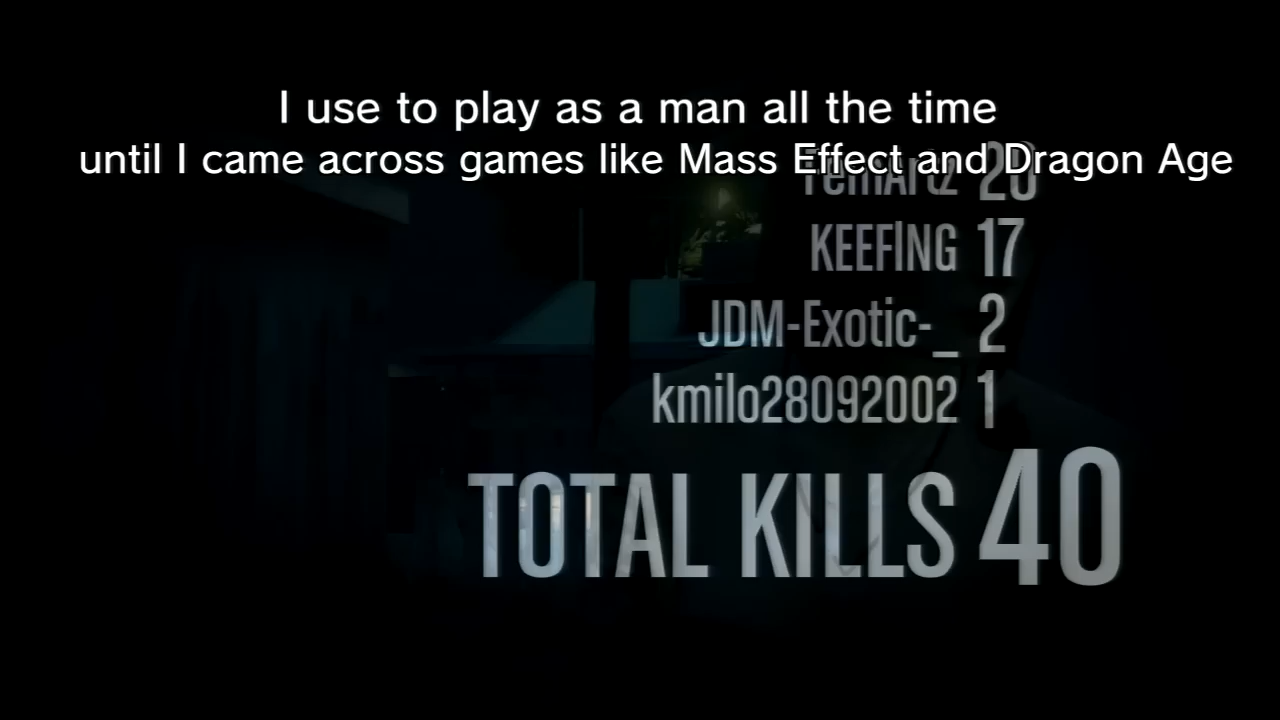 I use to play as a man all the time
until I came across games like Mass Effect and Dragon Age
20
KEEFING 17
JDM-Exotic-_ 2
kmilo28092002 1
TOTAL KILLS 40